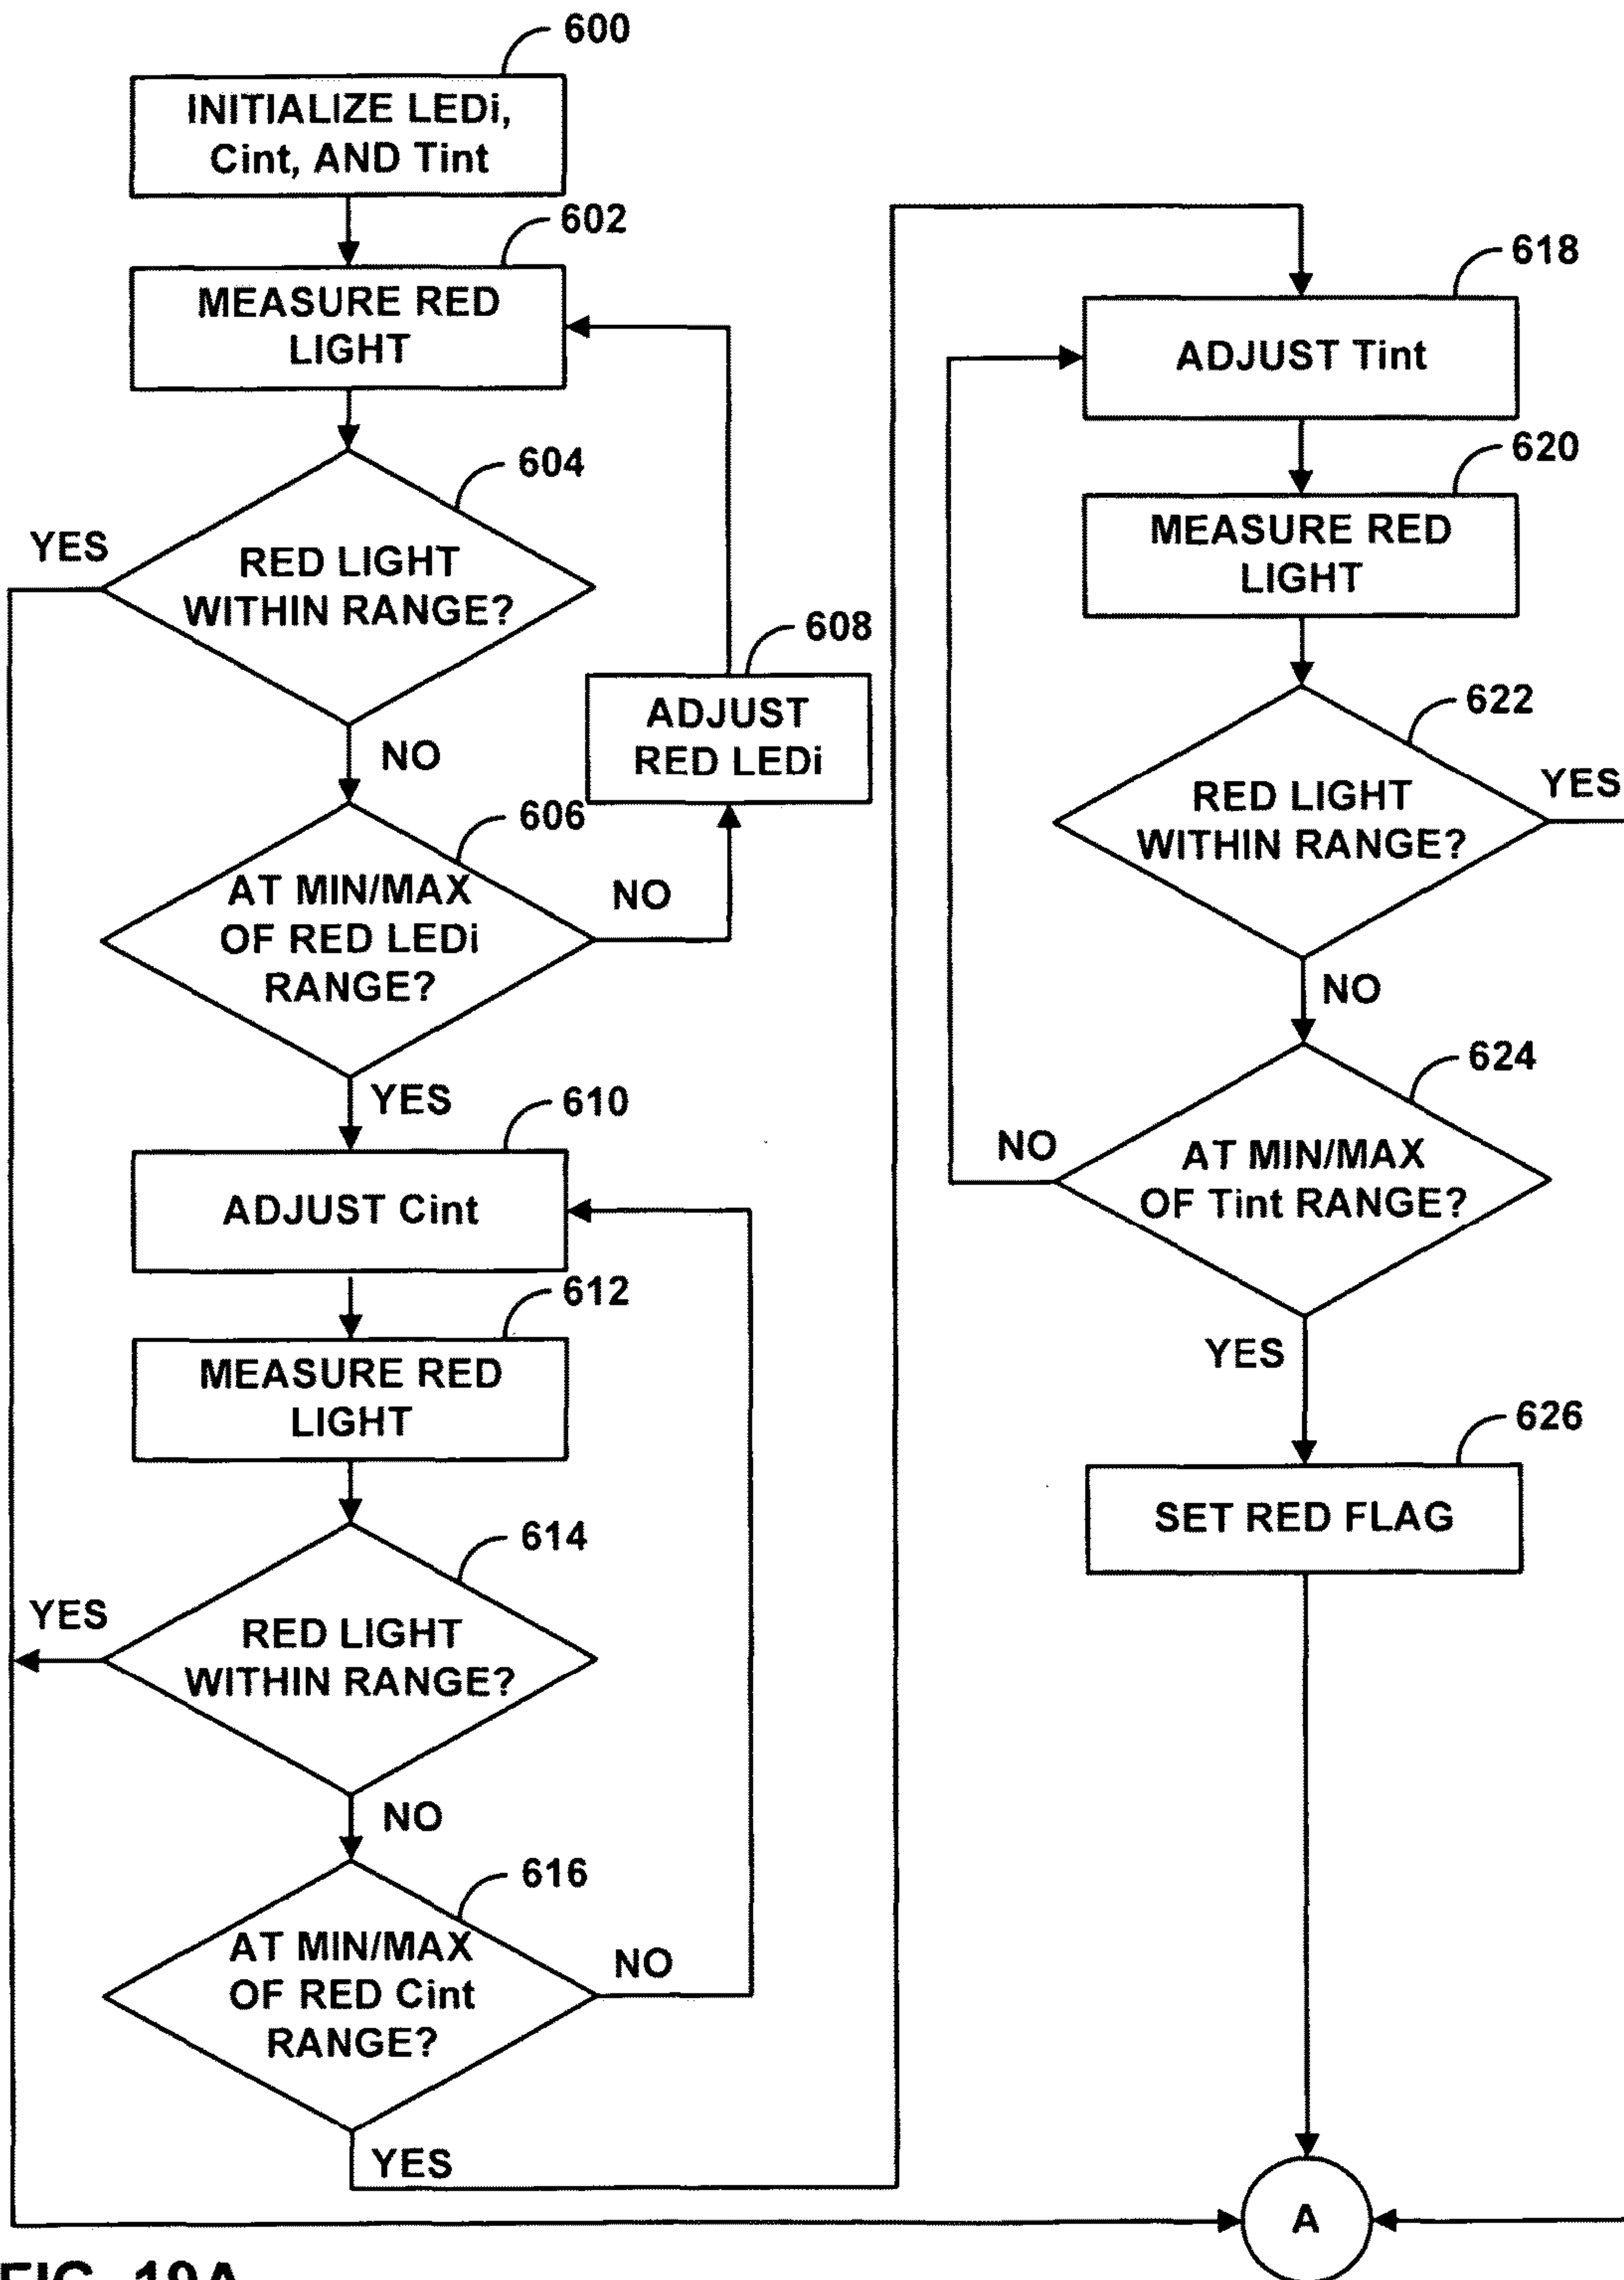 600
INITIALIZE LEDi,
Cint, AND Tint
602
MEASURE RED
LIGHT
604
YES
RED LIGHT
WITHIN RANGE?
NO
608
ADJUST
RED LEDi
606
AT MIN/MAX
OF RED LEDi
RANGE?
NO
YES
610
ADJUST Cint
612
MEASURE RED
LIGHT
614
YES
RED LIGHT
WITHIN RANGE?
NO
616
AT MIN/MAX
OF RED Cint
RANGE?
NO
YES
618
ADJUST Tint
620
MEASURE RED
LIGHT
622
YES
RED LIGHT
WITHIN RANGE?
NO
624
NO
AT MIN/MAX
OF Tint RANGE?
YES
626
SET RED FLAG
A
FIG. 19A